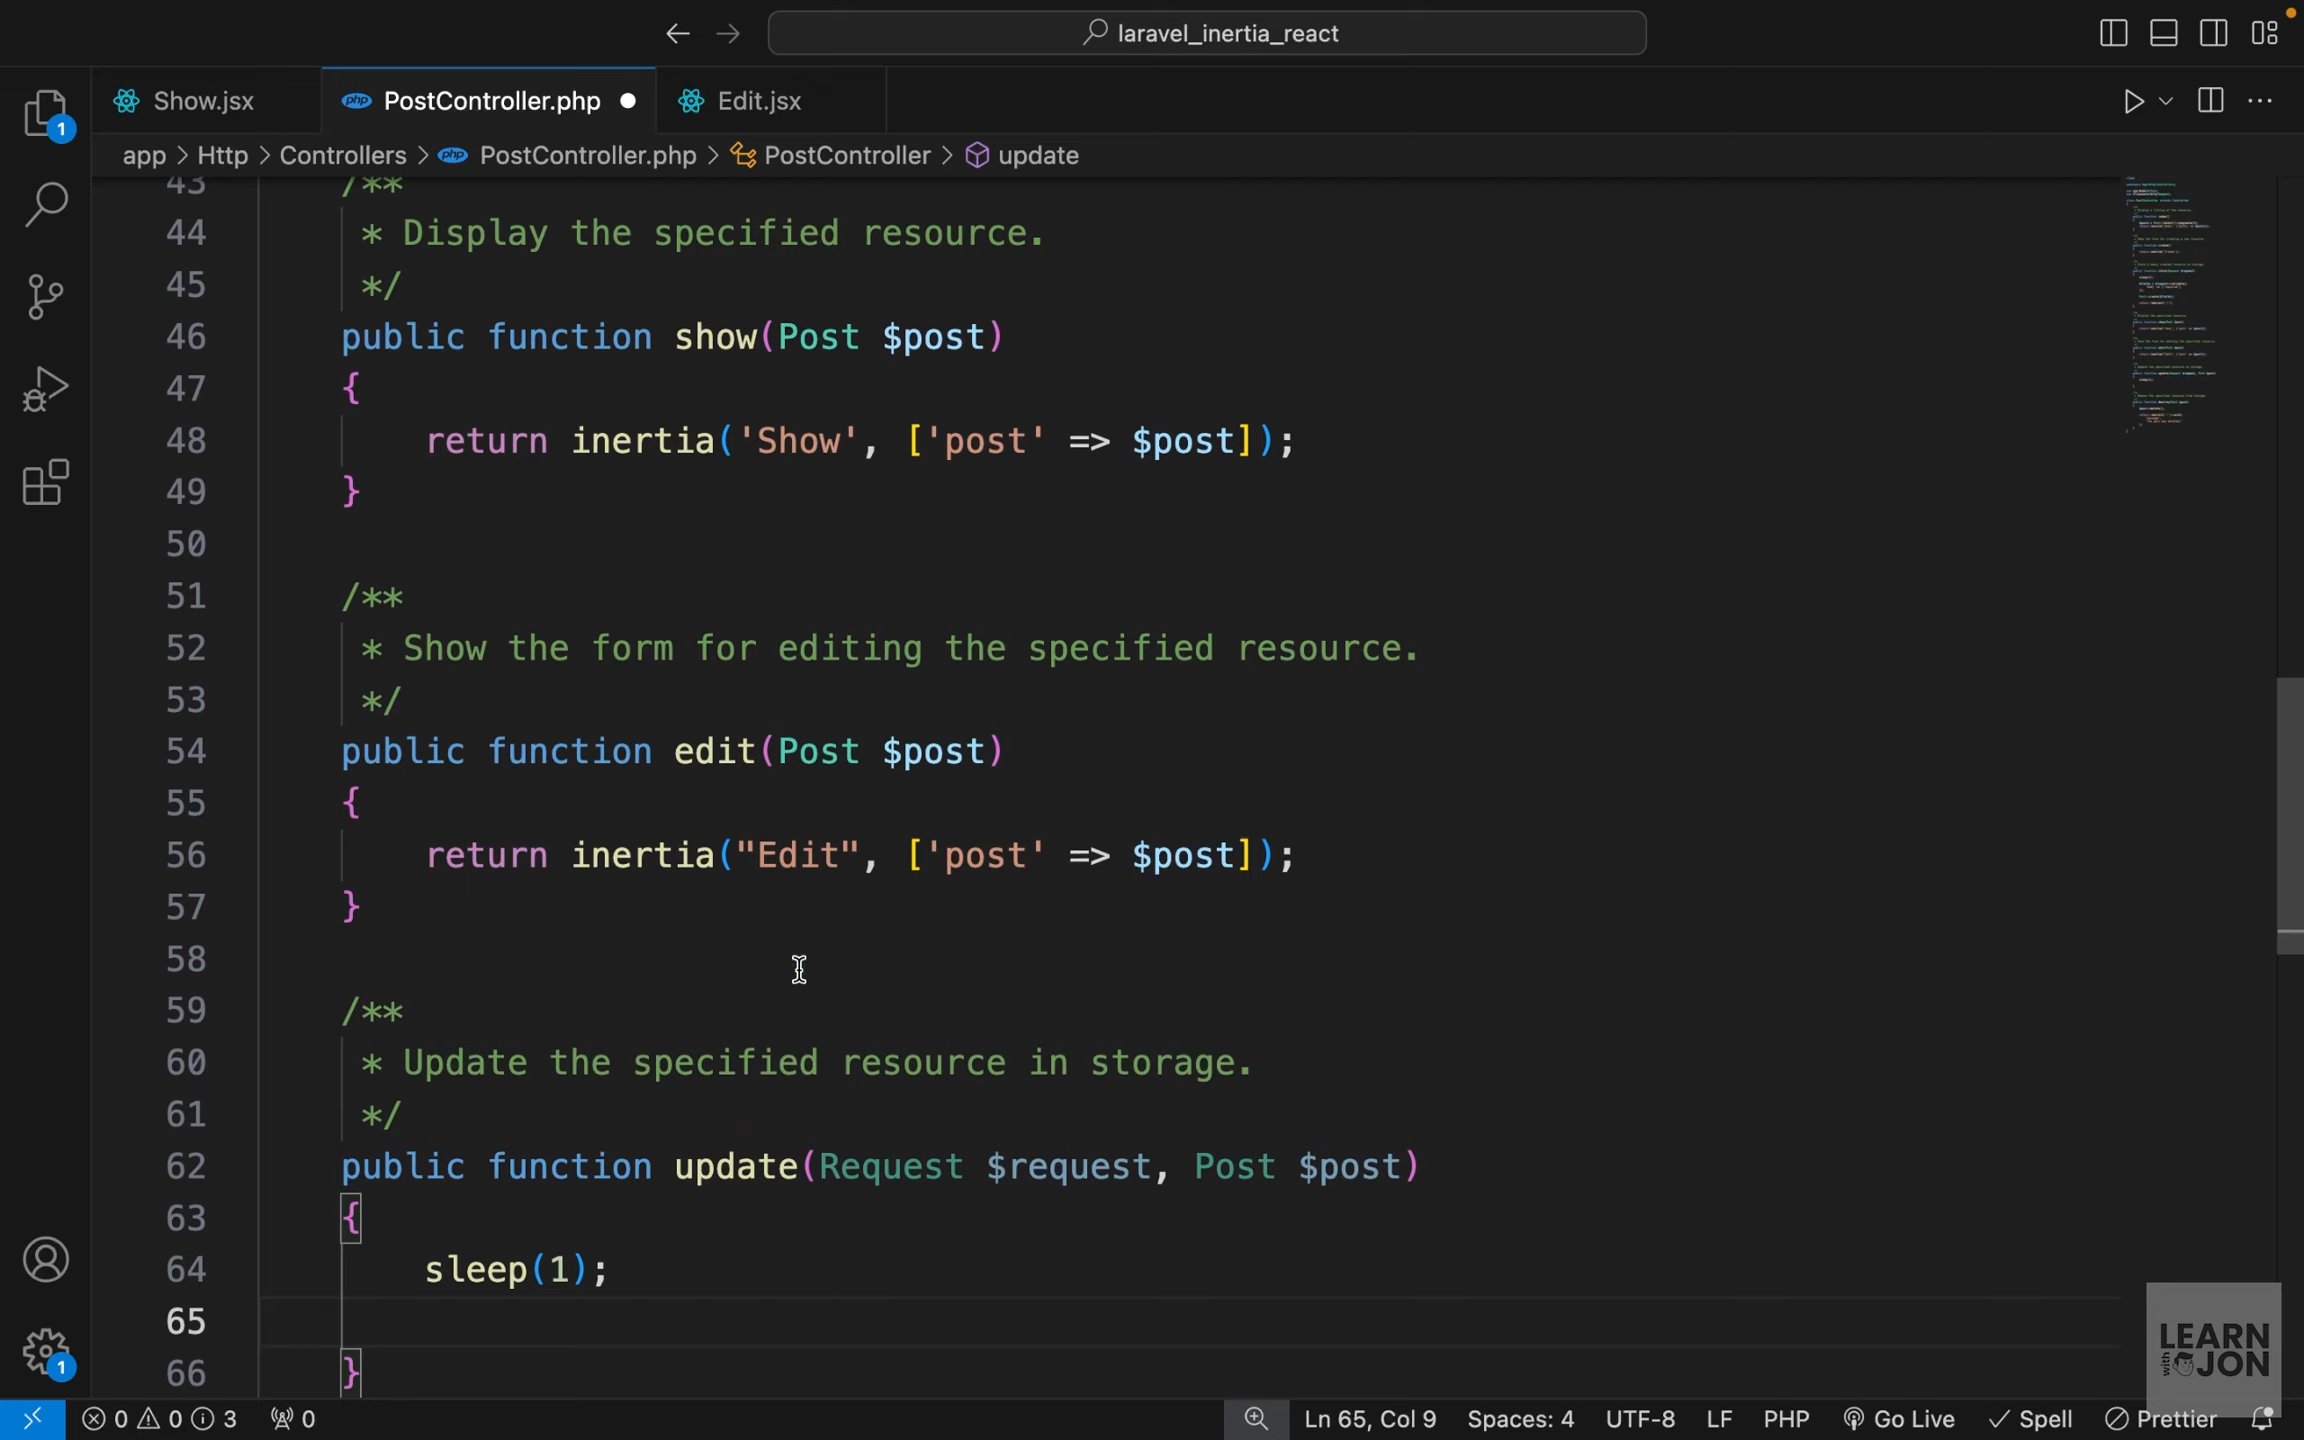 laravel_inertia_react
Show.jsx
php PostController.php
Edit.jsx
app > Http > Controllers > php PostController.php > PostController > update
1
43 /**
44 * Display the specified resource.
45 */
46 public function show(Post $post)
47 {
48 return inertia('Show', ['post' => $post]);
49 }
50
51 /**
52 * Show the form for editing the specified resource.
53 */
54 public function edit(Post $post)
55 {
56 return inertia("Edit", ['post' => $post]);
57 }
58
59 /**
60 * Update the specified resource in storage.
61 */
62 public function update(Request $request, Post $post)
63 {
64 sleep(1);
65
66 }
1
LEARN
with JON
0 0 3 0 Ln 65, Col 9 Spaces: 4 UTF-8 LF PHP Go Live Spell Prettier